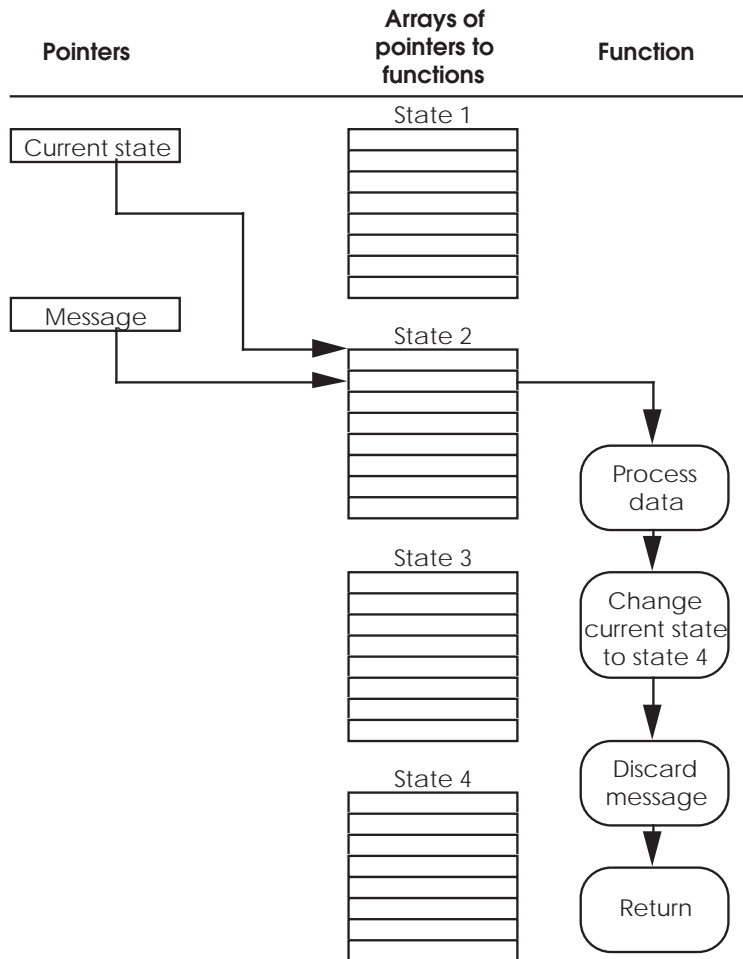 Pointers
Arrays of
pointers to
functions
Function
State 1
Current state
Message
State 2
Process
data
State 3
Change
current state
to state 4
Discard
message
State 4
Return